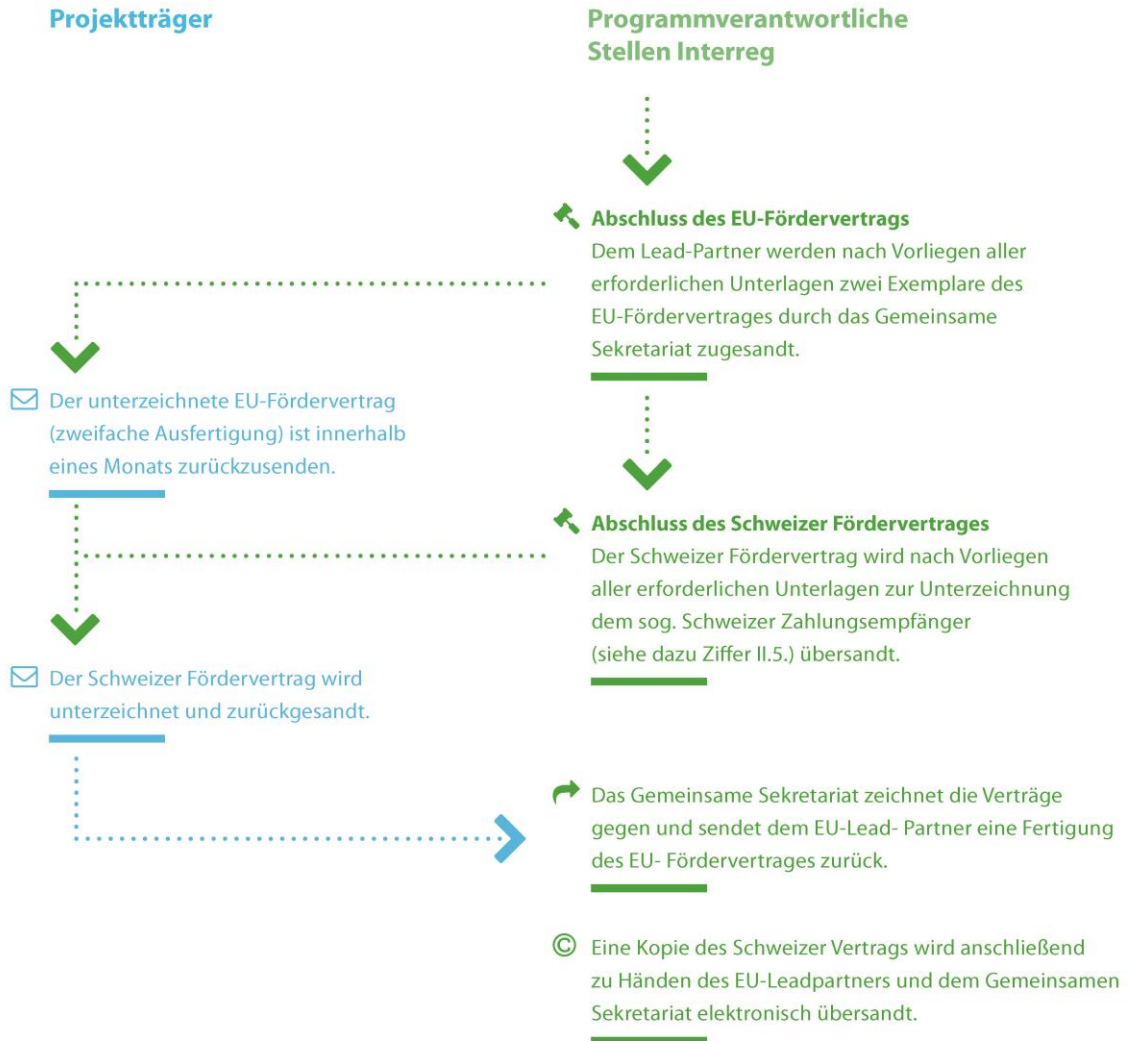 Projektträger
Programmverantwortliche
Stellen Interreg
Abschluss des EU-Fördervertrags
Dem Lead-Partner werden nach Vorliegen aller
erforderlichen Unterlagen zwei Exemplare des
EU-Fördervertrages durch das Gemeinsame
Sekretariat zugesandt.
Der unterzeichnete EU-Fördervertrag
(zweifache Ausfertigung) ist innerhalb
eines Monats zurückzusenden.
Abschluss des Schweizer Fördervertrages
Der Schweizer Fördervertrag wird nach Vorliegen
aller erforderlichen Unterlagen zur Unterzeichnung
dem sog. Schweizer Zahlungsempfänger
(siehe dazu Ziffer II.5.) übersandt.
Der Schweizer Fördervertrag wird
unterzeichnet und zurückgesandt.
Das Gemeinsame Sekretariat zeichnet die Verträge
gegen und sendet dem EU-Lead- Partner eine Fertigung
des EU- Fördervertrages zurück.
© Eine Kopie des Schweizer Vertrags wird anschließend
zu Händen des EU-Leadpartners und dem Gemeinsamen
Sekretariat elektronisch übersandt.